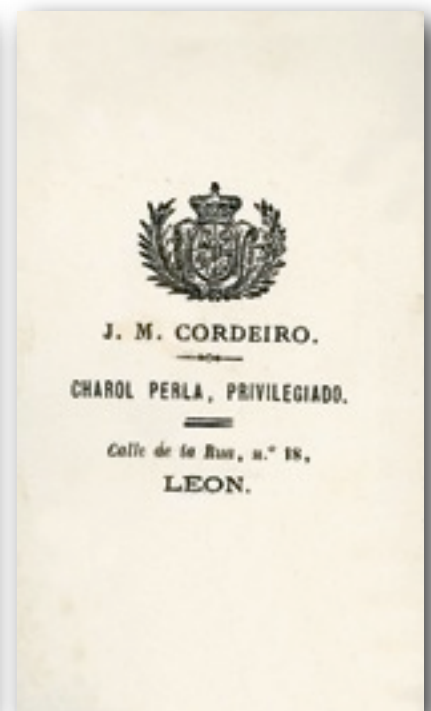 J. M. CORDEIRO.
CHAROL PERLA, PRIVILEGIADO.
Calle de la Rua, n.° 18,
LEON.